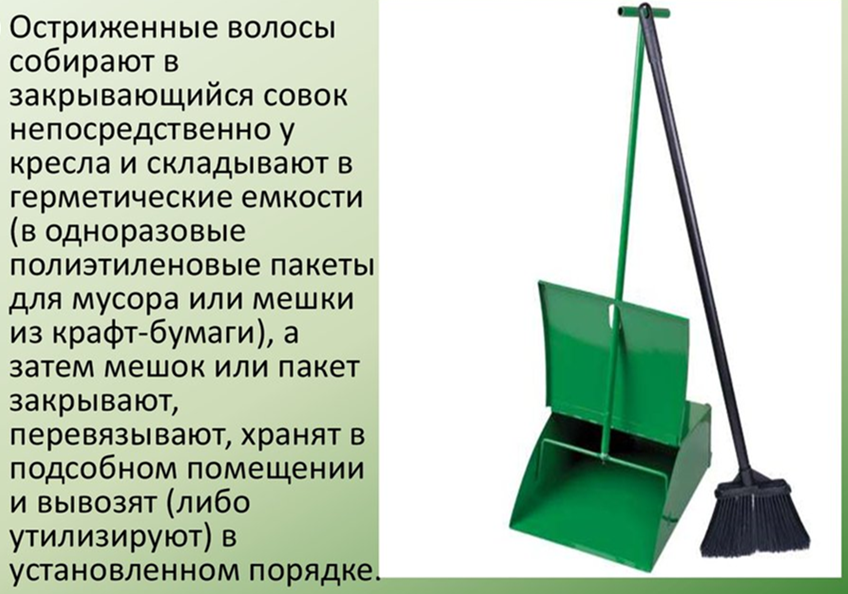 Остриженные волосы
собирают в
закрывающийся совок
непосредственно у
кресла и складывают в
герметические емкости
(в одноразовые
полиэтиленовые пакеты
для мусора или мешки
из крафт-бумаги), а
затем мешок или пакет
закрывают,
перевязывают, хранят в
подсобном помещении
и вывозят (либо
утилизируют) в
установленном порядке.